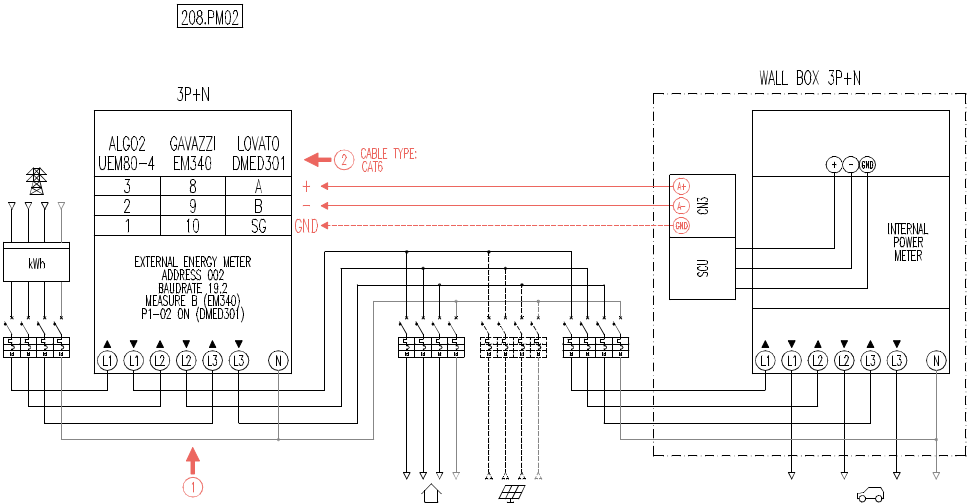 208.PM02
WALL BOX 3P+N
3P+N
ALGO2 GAVAZZI LOVATO
UEM80-4 EM340 DMED301
2 CABLE TYPE:
CAT6
3 8 A + A+
2 9 B - A-
1 10 SG GND GND
CN3
+ - GND
kWh
EXTERNAL ENERGY METER
ADDRESS 002
BAUDRATE 19.2
MEASURE B (EM340)
P1-02 ON (DMED301)
SCU
INTERNAL
POWER
METER
L1 L1 L2 L2 L3 L3 N
L1 L1 L2 L2 L3 L3 N
1